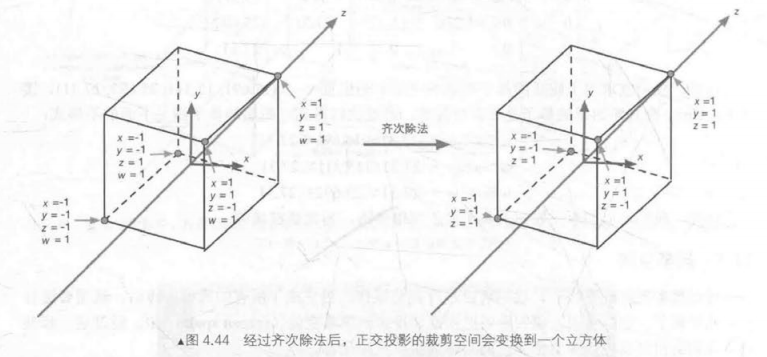 z
x =1
y =1
z =1
w =1
x =-1
y =-1
z =1
w =1
x
x =1
y =1
z =-1
w =1
x =-1
y =-1
z =-1
w =1
齐次除法
z
x =1
y =1
z =1
x =-1
y =-1
z =1
x
x =1
y =1
z =-1
w =1
x =-1
y =-1
z =-1
▲图 4.44 经过齐次除法后，正交投影的裁剪空间会变换到一个立方体